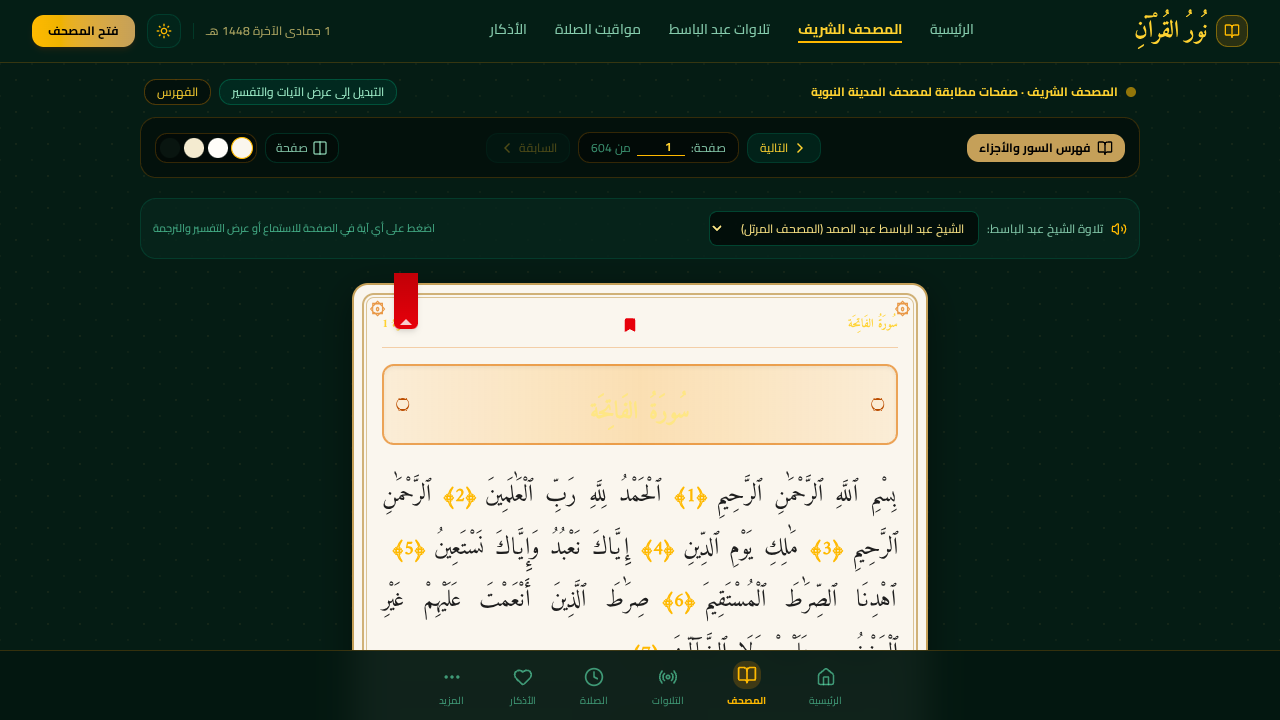 نُورُ القُرْآنِ
الرئيسية
المصحف الشريف
تلاوات عبد الباسط
مواقيت الصلاة
الأذكار
1 جمادى الآخرة 1448 هـ
فتح المصحف
المصحف الشريف · صفحات مطابقة لمصحف المدينة النبوية
التبديل إلى عرض الآيات والتفسير
الفهرس
فهرس السور والأجزاء
التالية
صفحة: 1 من 604
السابقة
صفحة
تلاوة الشيخ عبد الباسط:
الشيخ عبد الباسط عبد الصمد (المصحف المرتل)
اضغط على أي آية في الصفحة للاستماع أو عرض التفسير والترجمة
سُورَةُ الفَاتِحَة
1
سُورَةُ الفَاتِحَة
بِسْمِ ٱللَّهِ ٱلرَّحْمَٰنِ ٱلرَّحِيمِ ﴿1﴾ ٱلْحَمْدُ لِلَّهِ رَبِّ ٱلْعَٰلَمِينَ ﴿2﴾ ٱلرَّحْمَٰنِ
ٱلرَّحِيمِ ﴿3﴾ مَٰلِكِ يَوْمِ ٱلدِّينِ ﴿4﴾ إِيَّاكَ نَعْبُدُ وَإِيَّاكَ نَسْتَعِينُ ﴿5﴾
ٱهْدِنَا ٱلصِّرَٰطَ ٱلْمُسْتَقِيمَ ﴿6﴾ صِرَٰطَ ٱلَّذِينَ أَنْعَمْتَ عَلَيْهِمْ غَيْرِ
الرئيسية
المصحف
التلاوات
الصلاة
الأذكار
المزيد